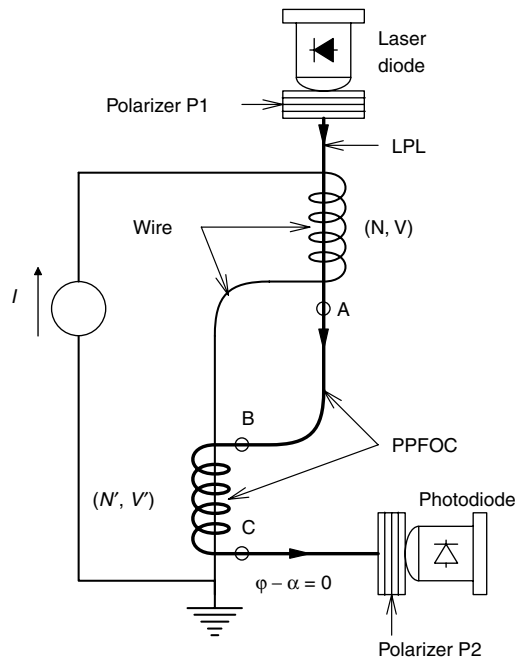 Laser
diode
Polarizer P1
LPL
Wire
(N, V)
I
A
B
PPFOC
(N', V')
Photodiode
C
φ – α = 0
Polarizer P2